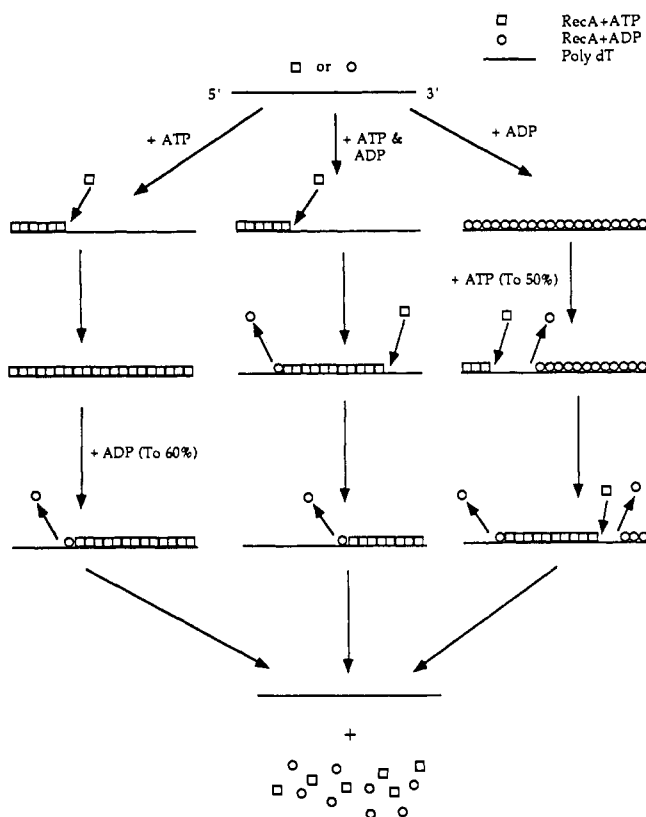 RecA+ATP
RecA+ADP
Poly dT
or
5' 3'
+ ATP
+ ATP &
ADP
+ ADP
+ ATP (To 50%)
+ ADP (To 60%)
+